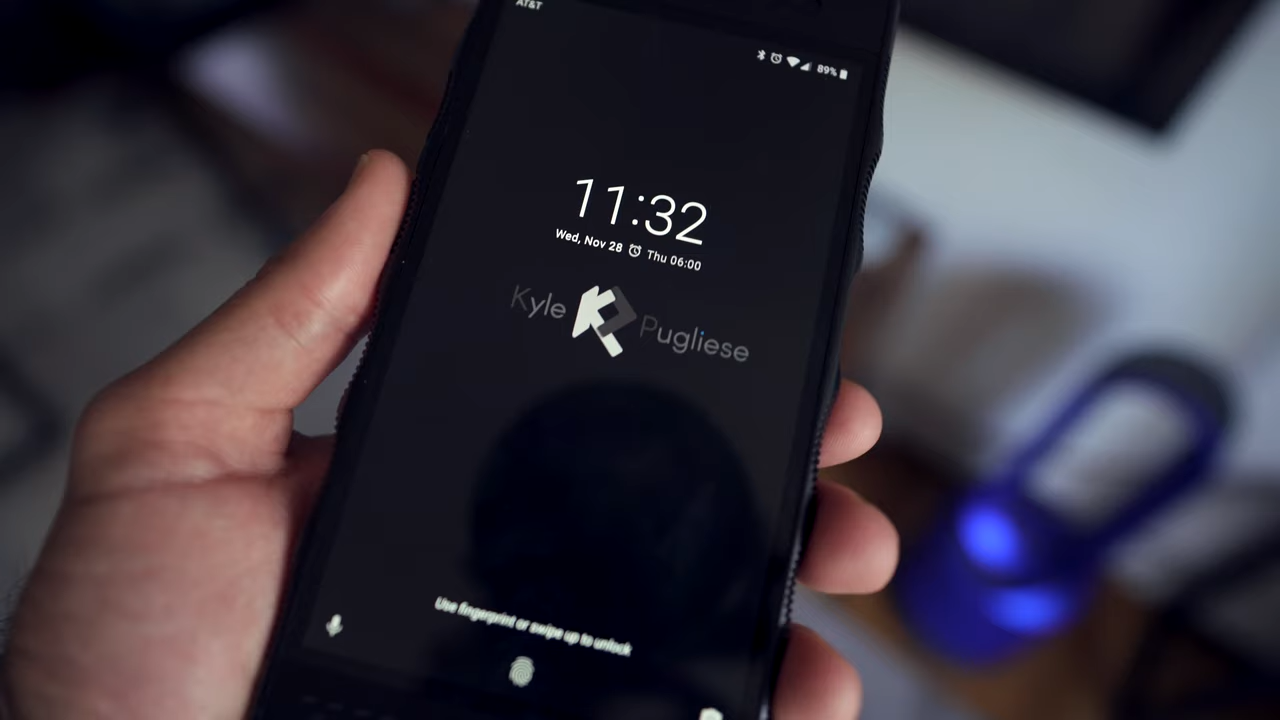 AT&T
89%
11:32
Wed, Nov 28 Thu 06:00
Kyle Pugliese
Use fingerprint or swipe up to unlock